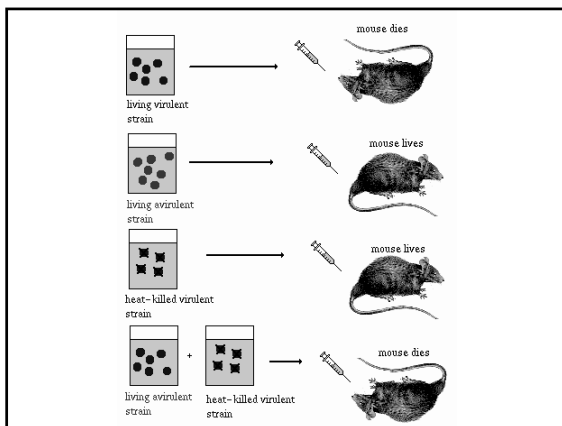 mouse dies
living virulent
strain
mouse lives
living avirulent
strain
mouse lives
heat-killed virulent
strain
+
mouse dies
living avirulent
strain
heat-killed virulent
strain